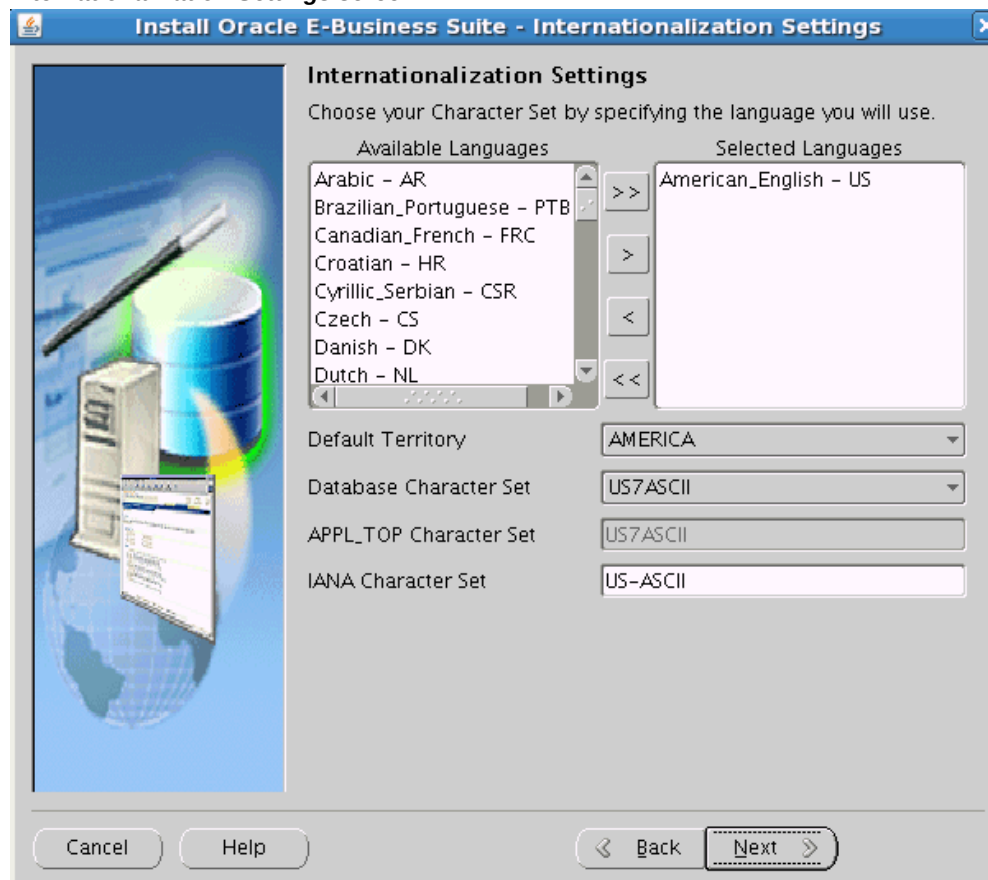 Install Oracle E-Business Suite - Internationalization Settings
Internationalization Settings
Choose your Character Set by specifying the language you will use.
Available Languages
Selected Languages
Arabic - AR
Brazilian_Portuguese - PTB
Canadian_French - FRC
Croatian - HR
Cyrillic_Serbian - CSR
Czech - CS
Danish - DK
Dutch - NL
>>
>
<
<<
American_English - US
Default Territory
AMERICA
Database Character Set
US7ASCII
APPL_TOP Character Set
US7ASCII
IANA Character Set
US-ASCII
Cancel
Help
Back
Next